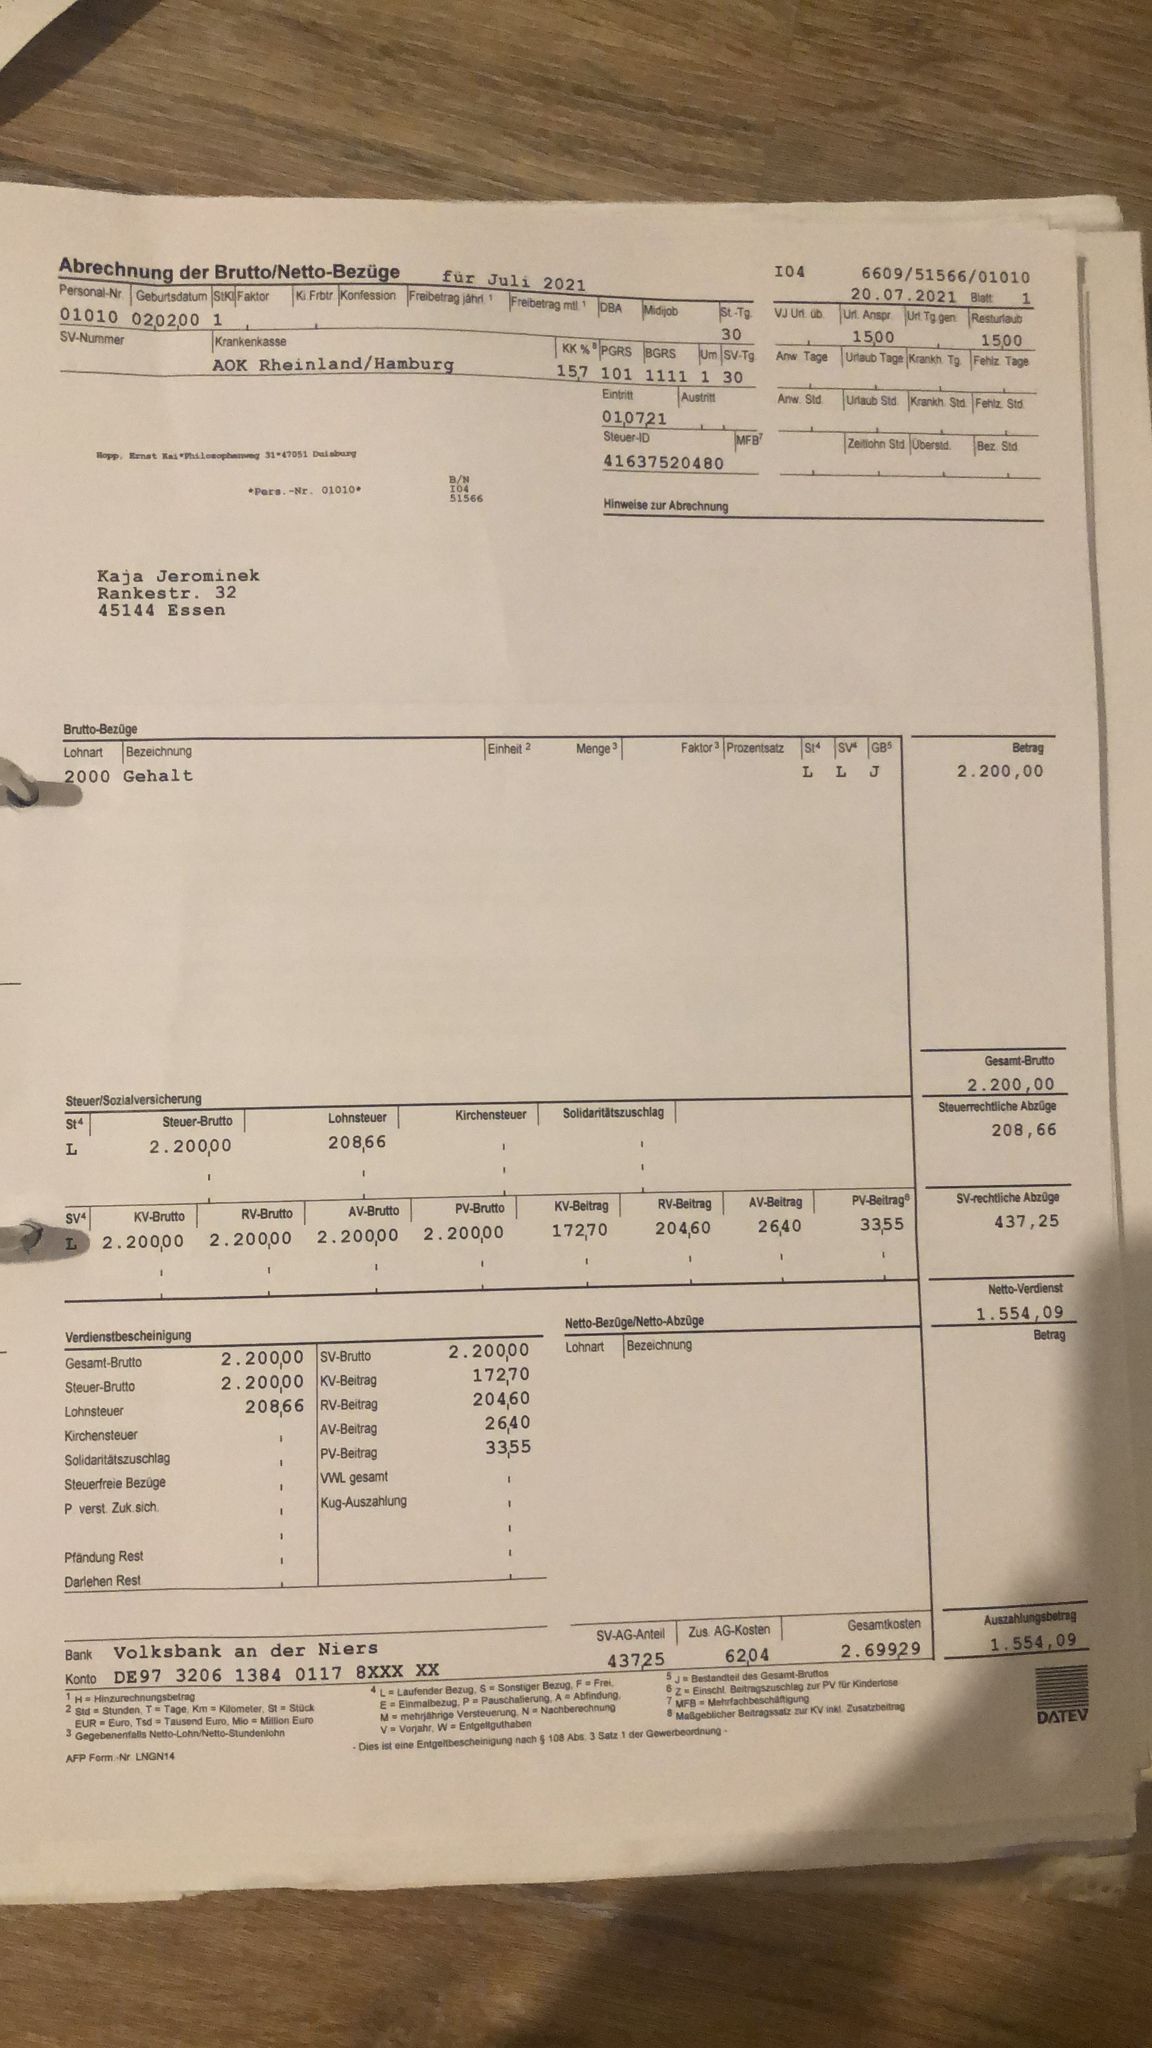 Abrechnung der Brutto/Netto-Bezüge für Juli 2021
I04 6609/51566/01010
20.07.2021 Blatt 1
Personal-Nr. Geburtsdatum StKl Faktor Ki.Frbtr. Konfession Freibetrag jährl. 1 Freibetrag mtl. 1 DBA Midijob St.-Tg.
01010 020200 1 30
VJ Url. üb. Url. Anspr. Url.Tg.gen. Resturlaub
15,00 15,00
SV-Nummer Krankenkasse KK % 8 PGRS BGRS Um SV-Tg.
AOK Rheinland/Hamburg 15,7 101 1111 1 30
Anw. Tage Urlaub Tage Krankh. Tg. Fehlz. Tage
Eintritt Austritt
010721
Anw. Std. Urlaub Std. Krankh. Std. Fehlz. Std.
Steuer-ID MFB7
41637520480
Zeitlohn Std. Überstd. Bez. Std.
Hopp, Ernst Kai*Philosophenweg 31*47051 Duisburg
*Pers.-Nr. 01010*
B/N
I04
51566
Hinweise zur Abrechnung
Kaja Jerominek
Rankestr. 32
45144 Essen
Brutto-Bezüge
Lohnart Bezeichnung Einheit 2 Menge 3 Faktor 3 Prozentsatz St4 SV4 GB5 Betrag
2000 Gehalt L L J 2.200,00
Gesamt-Brutto
2.200,00
Steuer/Sozialversicherung
St4 Steuer-Brutto Lohnsteuer Kirchensteuer Solidaritätszuschlag Steuerrechtliche Abzüge
L 2.200,00 208,66 208,66
SV4 KV-Brutto RV-Brutto AV-Brutto PV-Brutto KV-Beitrag RV-Beitrag AV-Beitrag PV-Beitrag6 SV-rechtliche Abzüge
L 2.200,00 2.200,00 2.200,00 2.200,00 172,70 204,60 26,40 33,55 437,25
Netto-Verdienst
1.554,09
Verdienstbescheinigung
Gesamt-Brutto 2.200,00 SV-Brutto 2.200,00
Steuer-Brutto 2.200,00 KV-Beitrag 172,70
Lohnsteuer 208,66 RV-Beitrag 204,60
Kirchensteuer AV-Beitrag 26,40
Solidaritätszuschlag PV-Beitrag 33,55
Steuerfreie Bezüge VWL gesamt
P. verst. Zuk.sich. Kug-Auszahlung
Pfändung Rest
Darlehen Rest
Netto-Bezüge/Netto-Abzüge
Lohnart Bezeichnung Betrag
Bank Volksbank an der Niers
Konto DE97 3206 1384 0117 8XXX XX
SV-AG-Anteil Zus. AG-Kosten Gesamtkosten Auszahlungsbetrag
437,25 62,04 2.699,29 1.554,09
1 H = Hinzurechnungsbetrag
2 Std = Stunden, T = Tage, Km = Kilometer, St = Stück
EUR = Euro, Tsd = Tausend Euro, Mio = Million Euro
3 Gegebenenfalls Netto-Lohn/Netto-Stundenlohn
4 L = Laufender Bezug, S = Sonstiger Bezug, F = Frei,
E = Einmalbezug, P = Pauschalierung, A = Abfindung,
M = mehrjährige Versteuerung, N = Nachberechnung
V = Vorjahr, W = Entgeltguthaben
5 J = Bestandteil des Gesamt-Bruttos
6 Z = Einschl. Beitragszuschlag zur PV für Kinderlose
7 MFB = Mehrfachbeschäftigung
8 Maßgeblicher Beitragssatz zur KV inkl. Zusatzbeitrag
- Dies ist eine Entgeltbescheinigung nach § 108 Abs. 3 Satz 1 der Gewerbeordnung -
AFP Form.-Nr. LNGN14
DATEV